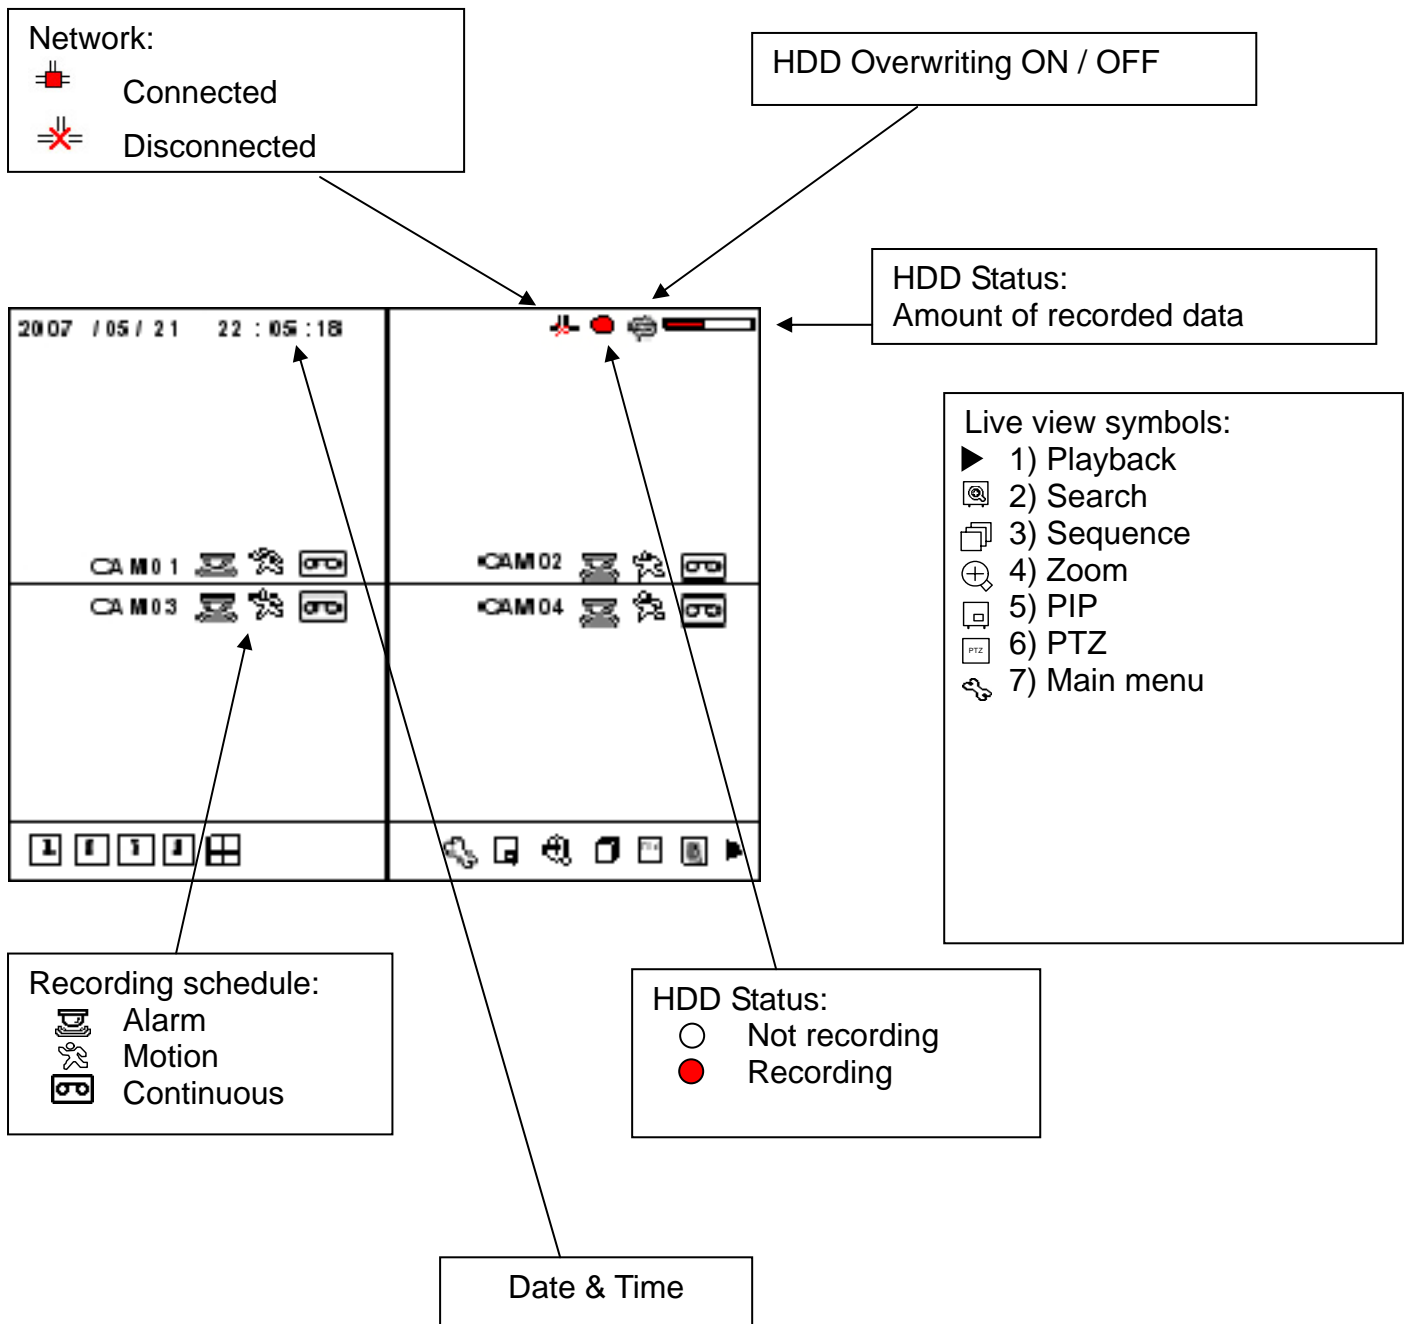 Network:
Connected
Disconnected
HDD Overwriting ON / OFF
HDD Status:
Amount of recorded data
2007 / 05 / 21 22 : 05 : 18
CAM01
CAM02
CAM03
CAM04
Live view symbols:
1) Playback
2) Search
3) Sequence
4) Zoom
5) PIP
PTZ 6) PTZ
7) Main menu
1
Recording schedule:
Alarm
Motion
Continuous
HDD Status:
Not recording
Recording
Date & Time